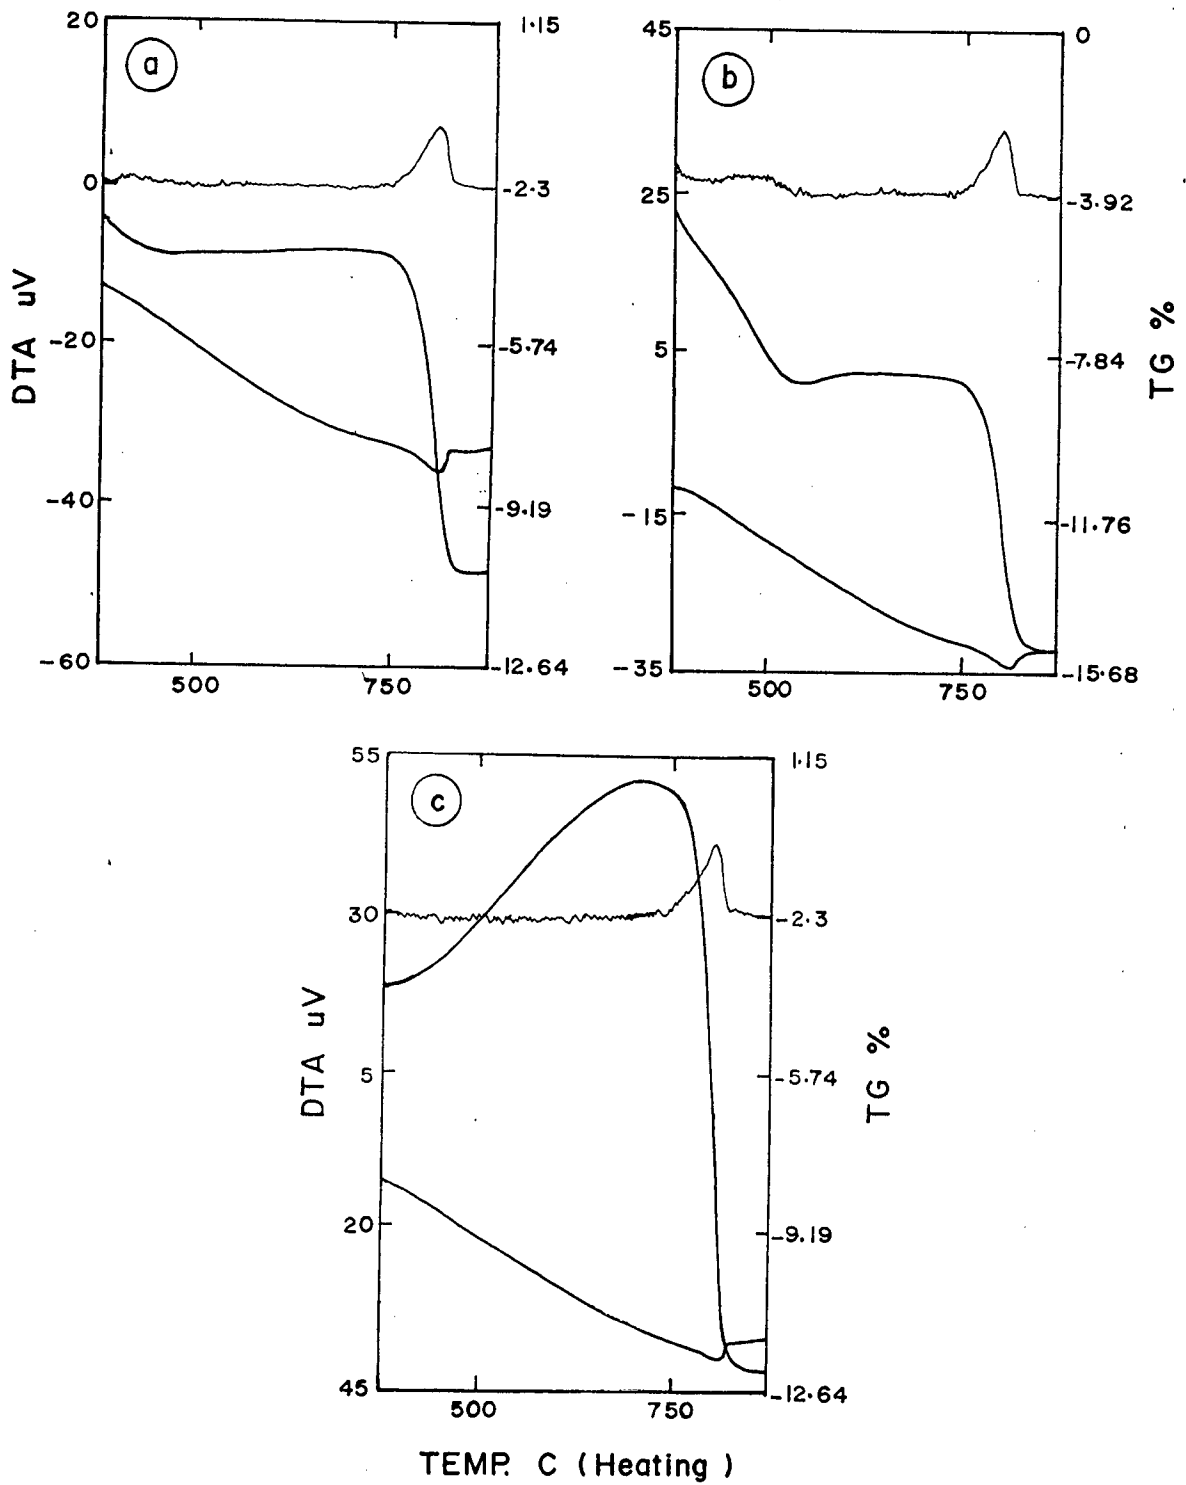 20 1.15
a
0 -2.3
DTA uV
-20 -5.74
-40 -9.19
-60 -12.64
500 750
45 0
b
25 -3.92
5 -7.84
TG %
-15 -11.76
-35 -15.68
500 750
55 1.15
c
30 -2.3
DTA uV
5 -5.74
TG %
20 -9.19
45 -12.64
500 750
TEMP. C (Heating)